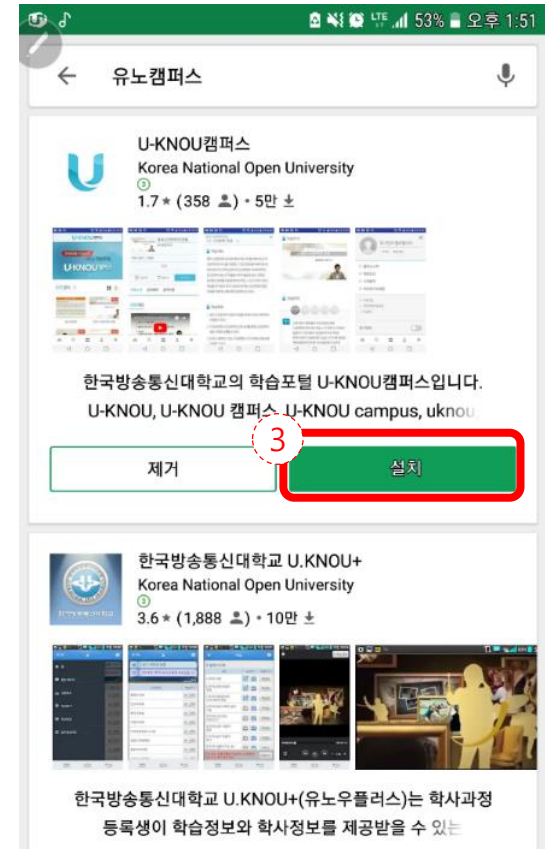 LTE 53% 오후 1:51
유노캠퍼스
U-KNOU캠퍼스
Korea National Open University
③
1.7★ (358 ) • 5만
한국방송통신대학교의 학습포털 U-KNOU캠퍼스입니다.
U-KNOU, U-KNOU 캠퍼스, U-KNOU campus, uknou
3
제거
설치
한국방송통신대학교 U.KNOU+
Korea National Open University
③
3.6★ (1,888 ) • 10만
한국방송통신대학교 U.KNOU+(유노우플러스)는 학사과정
등록생이 학습정보와 학사정보를 제공받을 수 있는